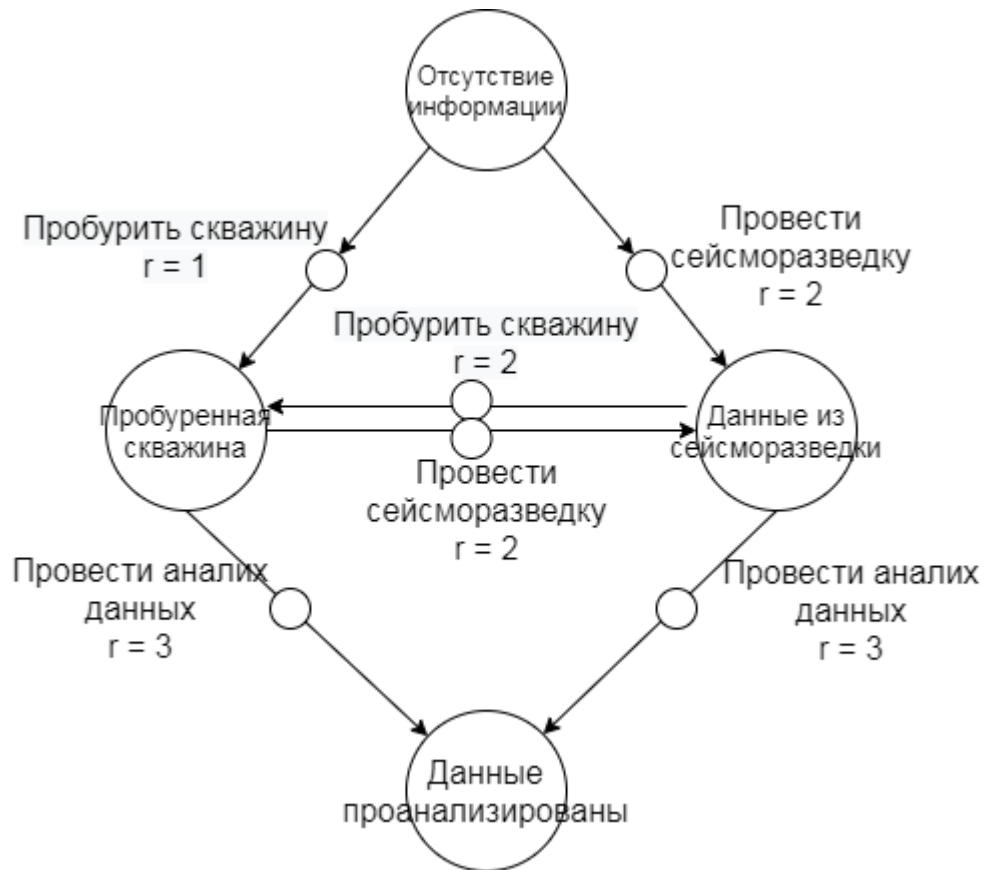 Отсутствие
информации
Пробурить скважину
r = 1
Провести
сейсморазведку
r = 2
Пробурить скважину
r = 2
Пробуренная
скважина
Данные из
сейсморазведки
Провести
сейсморазведку
r = 2
Провести аналих
данных
r = 3
Провести аналих
данных
r = 3
Данные
проанализированы